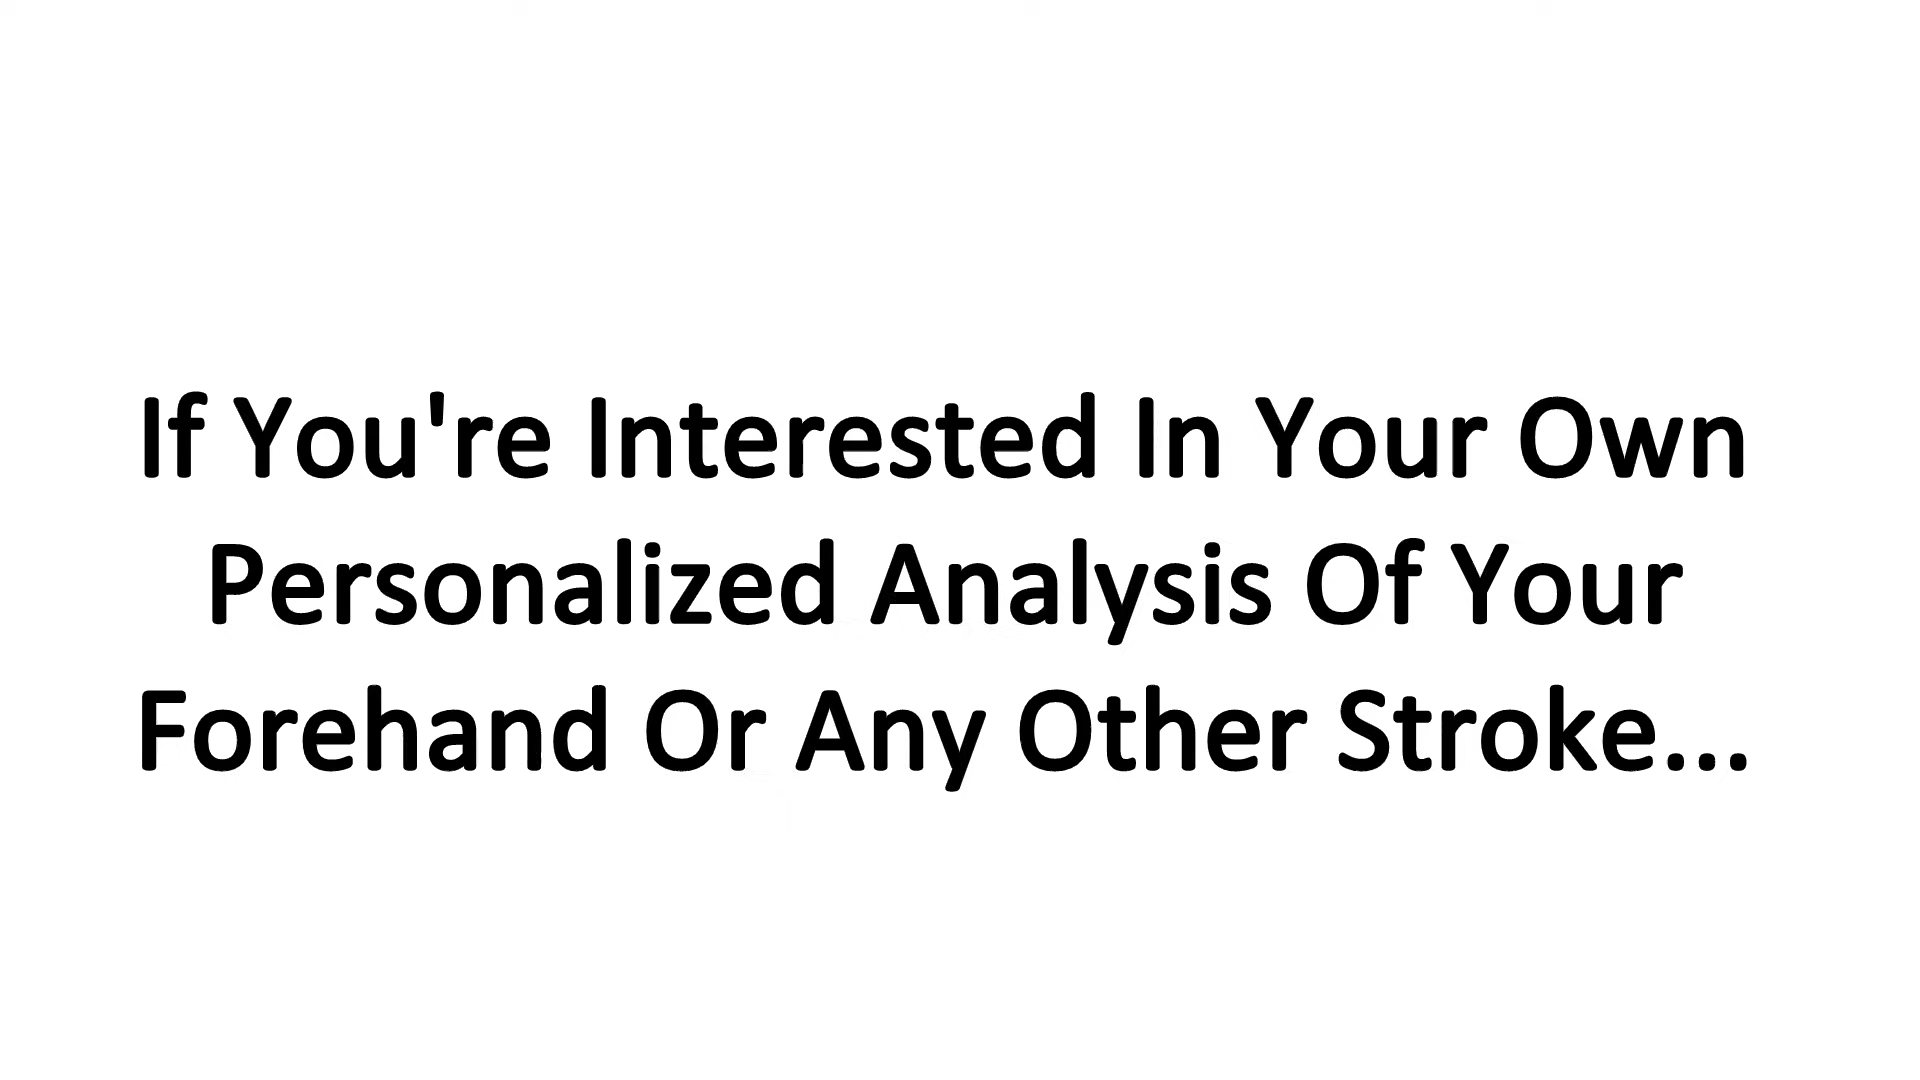 If You're Interested In Your Own
Personalized Analysis Of Your
Forehand Or Any Other Stroke...